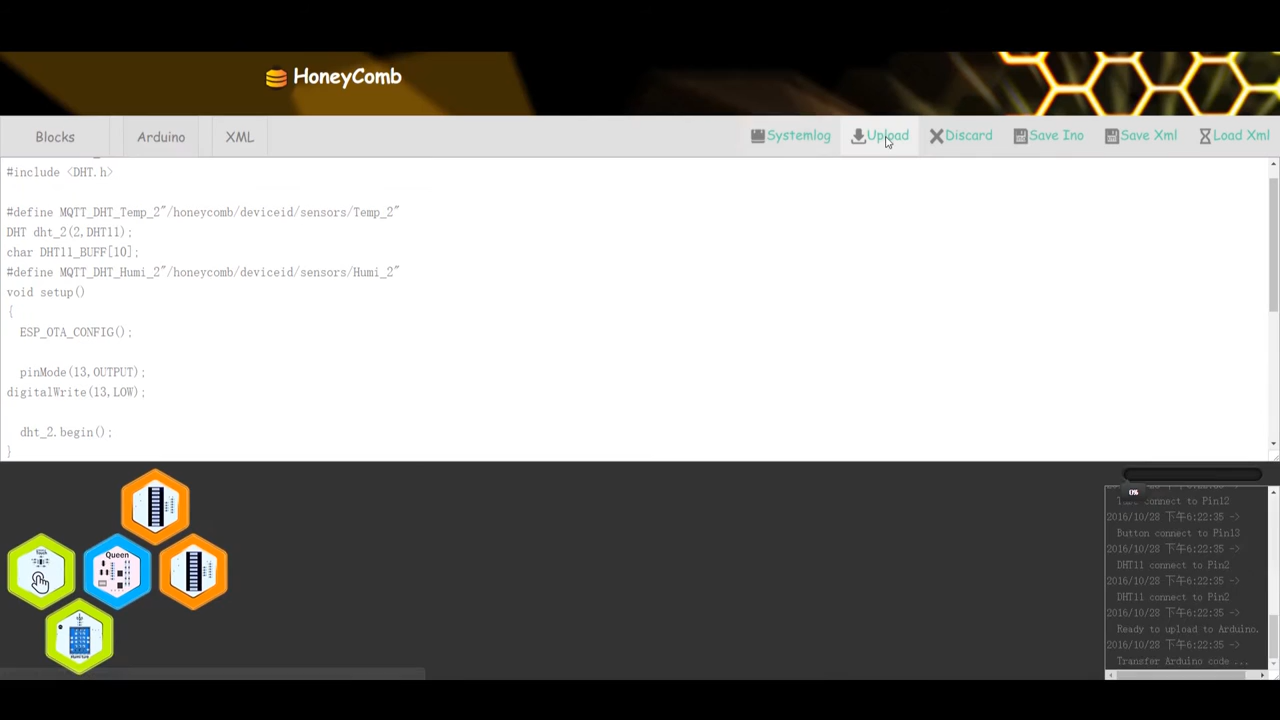 HoneyComb
Blocks
Arduino
XML
Systemlog
Upload
Discard
Save Ino
Save Xml
Load Xml
#include <DHT.h>
#define MQTT_DHT_Temp_2"/honeycomb/deviceid/sensors/Temp_2"
DHT dht_2(2,DHT11);
char DHT11_BUFF[10];
#define MQTT_DHT_Humi_2"/honeycomb/deviceid/sensors/Humi_2"
void setup()
{
ESP_OTA_CONFIG();
pinMode(13,OUTPUT);
digitalWrite(13,LOW);
dht_2.begin();
}
Queen
0%
connect to Pin12
2016/10/28 下午6:22:35 ->
Button connect to Pin13
2016/10/28 下午6:22:35 ->
DHT11 connect to Pin2
2016/10/28 下午6:22:35 ->
DHT11 connect to Pin2
2016/10/28 下午6:22:35 ->
Ready to upload to Arduino.
2016/10/28 下午6:22:35 ->
Transfer Arduino code ...